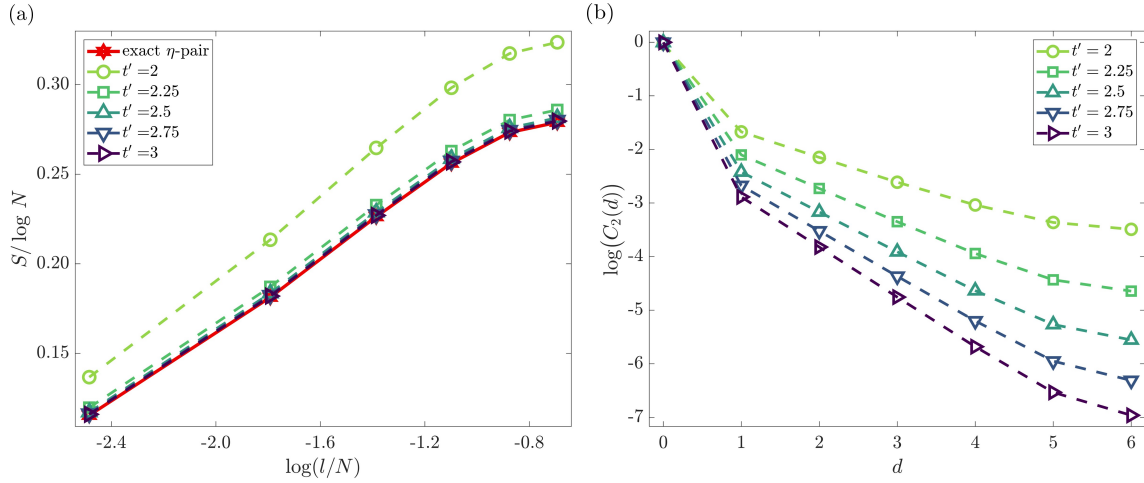 (a)
exact η-pair
t′ =2
t′ =2.25
t′ =2.5
t′ =2.75
t′ =3
0.30
0.25
0.20
0.15
S/ log N
-2.4 -2.0 -1.6 -1.2 -0.8
log(l/N)
(b)
t′ = 2
t′ = 2.25
t′ = 2.5
t′ = 2.75
t′ = 3
0
-1
-2
-3
-4
-5
-6
-7
log(C₂(d))
0 1 2 3 4 5 6
d